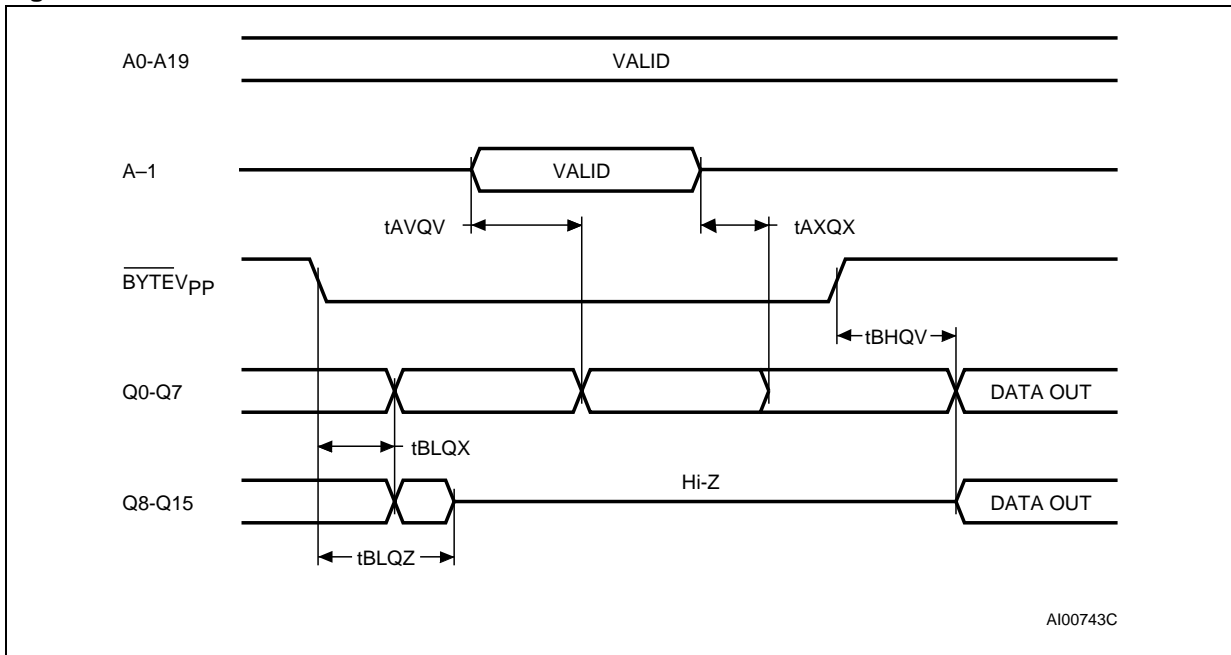 A0-A19
VALID
A–1
VALID
tAVQV
tAXQX
BYTEVPP
tBHQV
Q0-Q7
DATA OUT
tBLQX
Hi-Z
Q8-Q15
DATA OUT
tBLQZ
AI00743C